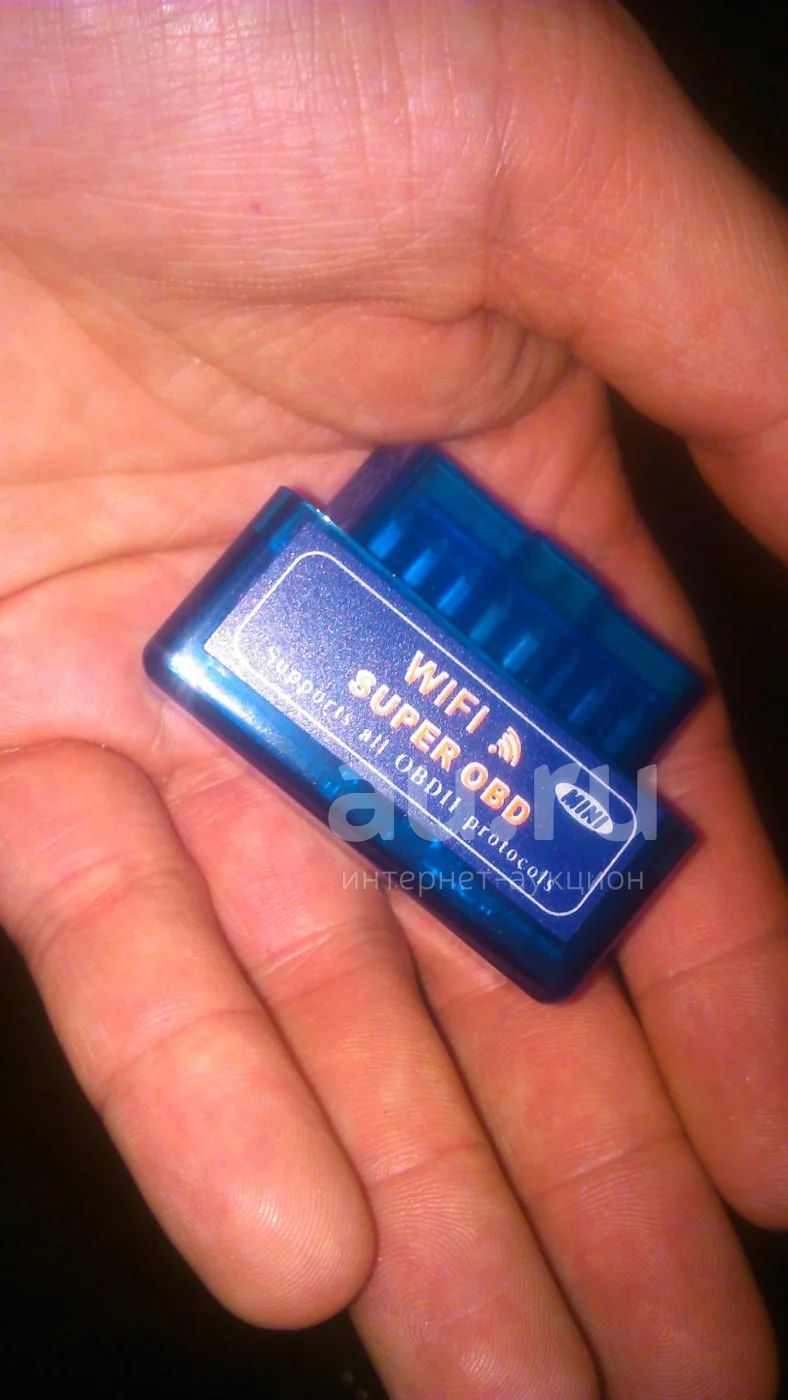 WIFI
SUPER OBD
Supports all OBDII protocols
MINI
au.ru
интернет-аукцион